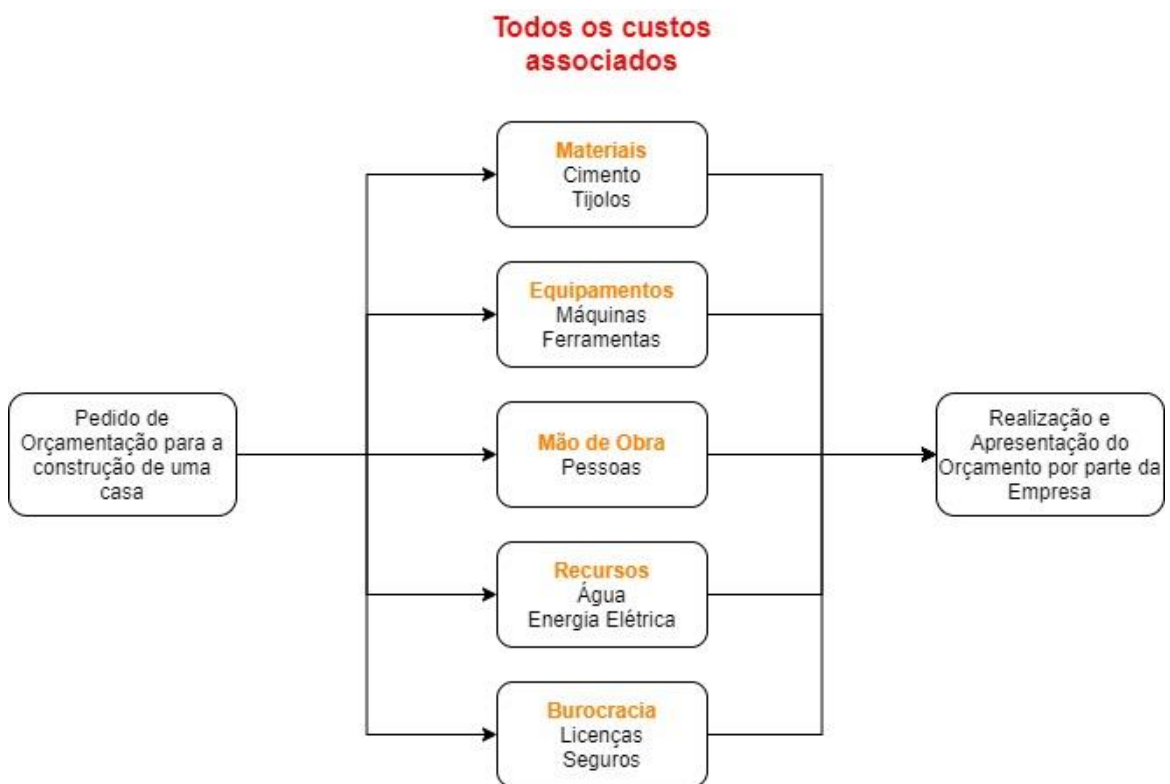 Todos os custos
associados
Materiais
Cimento
Tijolos
Equipamentos
Máquinas
Ferramentas
Pedido de
Orçamentação para a
construção de uma
casa
Mão de Obra
Pessoas
Realização e
Apresentação do
Orçamento por parte da
Empresa
Recursos
Água
Energia Elétrica
Burocracia
Licenças
Seguros